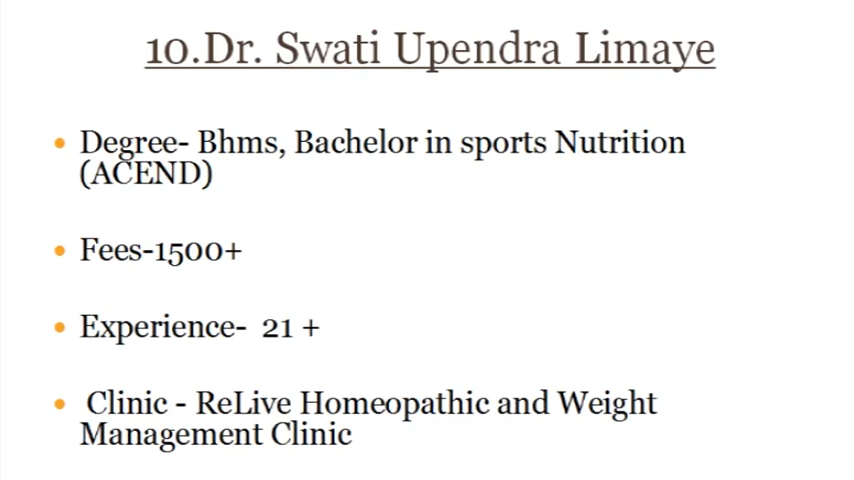 10.Dr. Swati Upendra Limaye
• Degree- Bhms, Bachelor in sports Nutrition
(ACEND)
• Fees-1500+
• Experience-  21 +
• Clinic - ReLive Homeopathic and Weight
Management Clinic